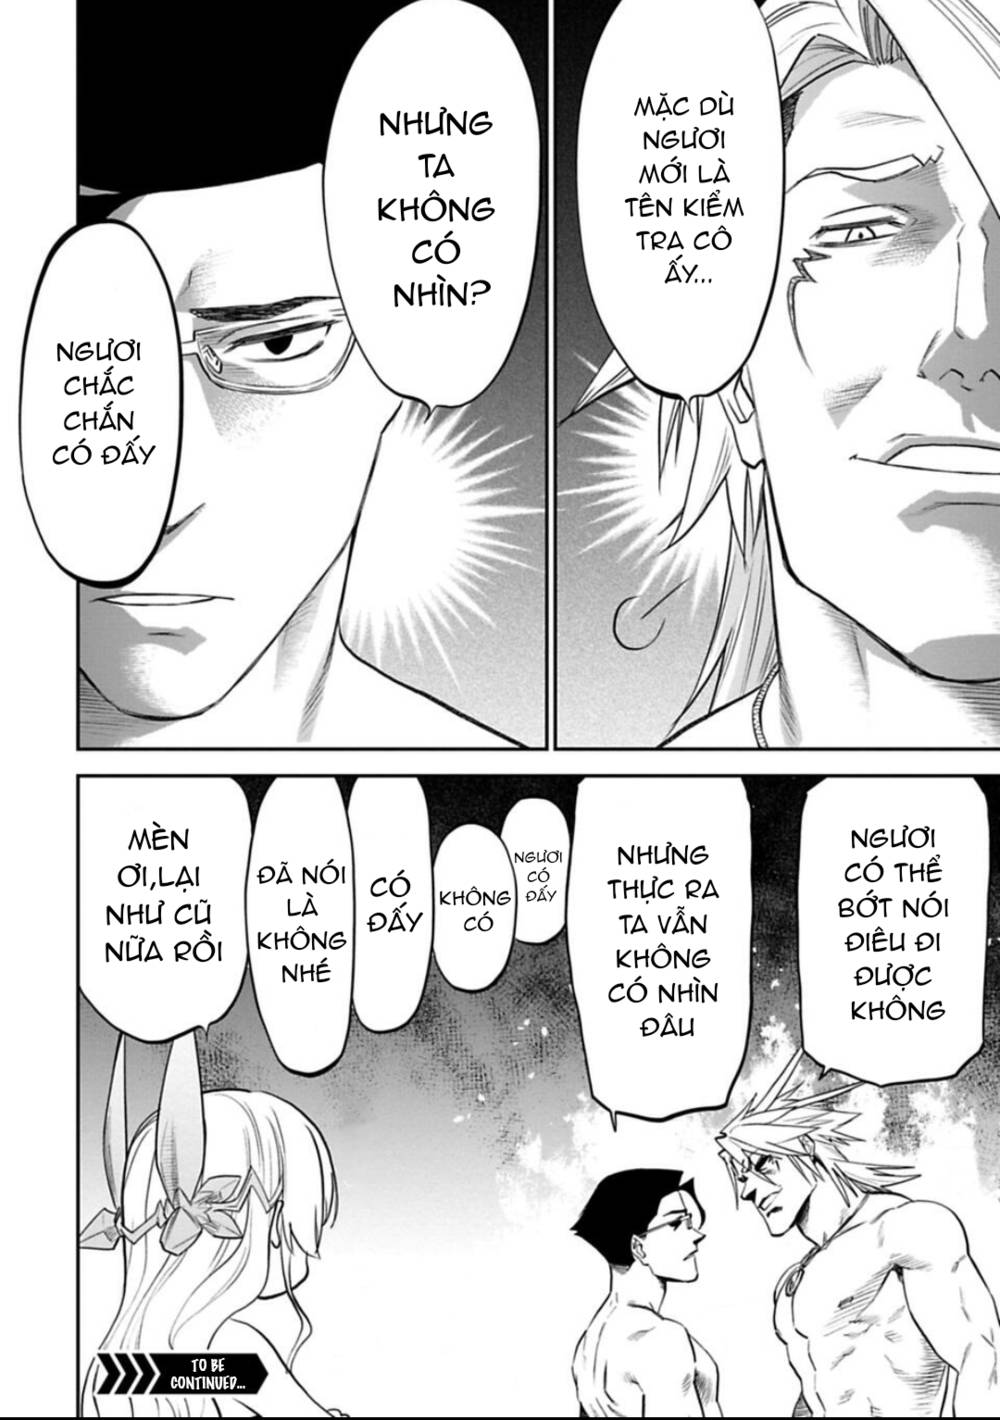 MẶC DÙ
NGƯƠI
MỚI LÀ
TÊN KIỂM
TRA CÔ
ẤY...
NHƯNG
TA
KHÔNG
CÓ
NHÌN?
NGƯƠI
CHẮC
CHẮN
CÓ ĐẤY
NGƯƠI
CÓ THỂ
BỚT NÓI
ĐIÊU ĐI
ĐƯỢC
KHÔNG
NHƯNG
THỰC RA
TA VẪN
KHÔNG
CÓ NHÌN
ĐÂU
NGƯƠI
CÓ
ĐẤY
KHÔNG
CÓ
CÓ
ĐẤY
ĐÃ NÓI
LÀ
KHÔNG
NHÉ
MÈN
ƠI,LẠI
NHƯ CŨ
NỮA RỒI
TO BE
CONTINUED...